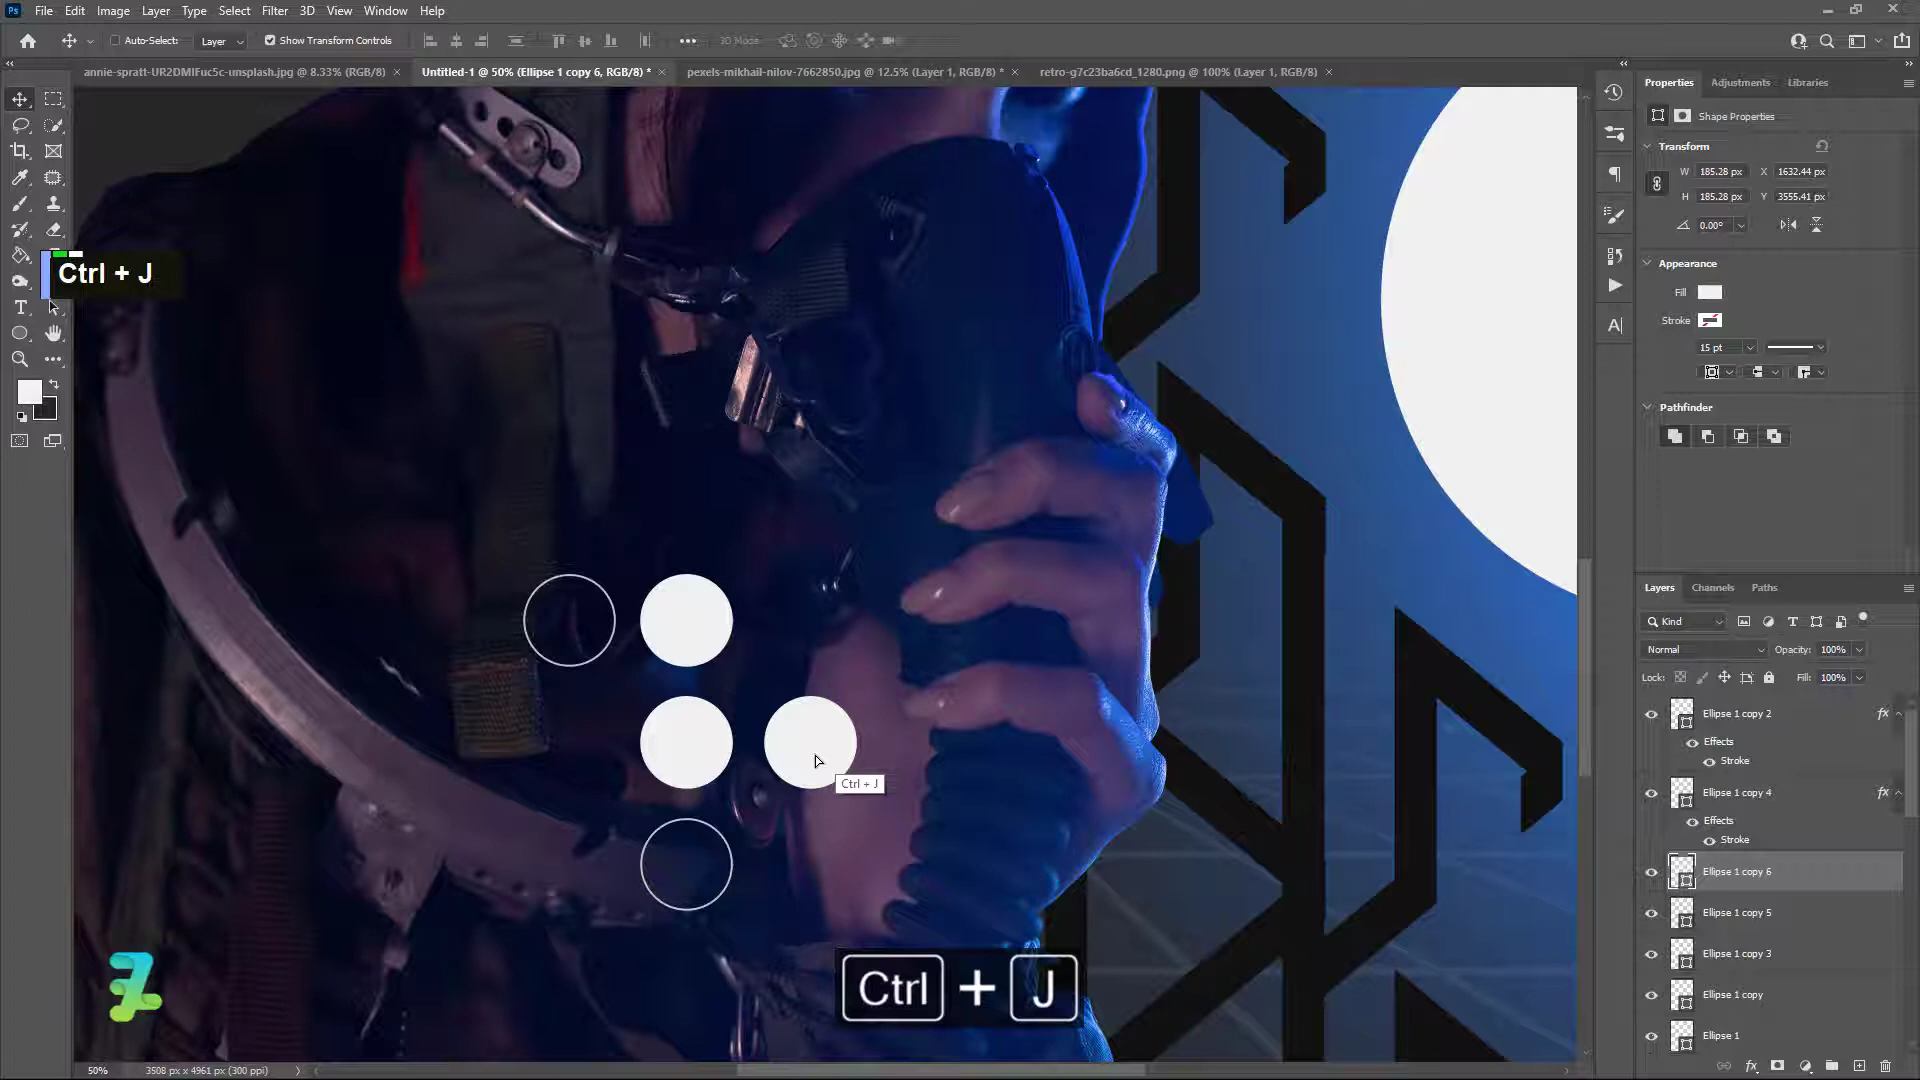 Ps File Edit Image Layer Type Select Filter 3D View Window Help
Auto-Select: Layer Show Transform Controls 3D Mode
annie-spratt-UR2DMlFuc5c-unsplash.jpg @ 8.33% (RGB/8) Untitled-1 @ 50% (Ellipse 1 copy 6, RGB/8) * pexels-mikhail-nilov-7662850.jpg @ 12.5% (Layer 1, RGB/8) * retro-g7c23ba6cd_1280.png @ 100% (Layer 1, RGB/8)
Properties Adjustments Libraries
Shape Properties
Transform
W 185.28 px X 1632.44 px
H 185.28 px Y 3555.41 px
0.00°
Appearance
Fill
Stroke
15 pt
Pathfinder
Ctrl + J
Ctrl + J
Ctrl + J
Layers Channels Paths
Kind
Normal Opacity: 100%
Lock: Fill: 100%
Ellipse 1 copy 2 fx
Effects
Stroke
Ellipse 1 copy 4 fx
Effects
Stroke
Ellipse 1 copy 6
Ellipse 1 copy 5
Ellipse 1 copy 3
Ellipse 1 copy
Ellipse 1
50% 3508 px x 4961 px (300 ppi)